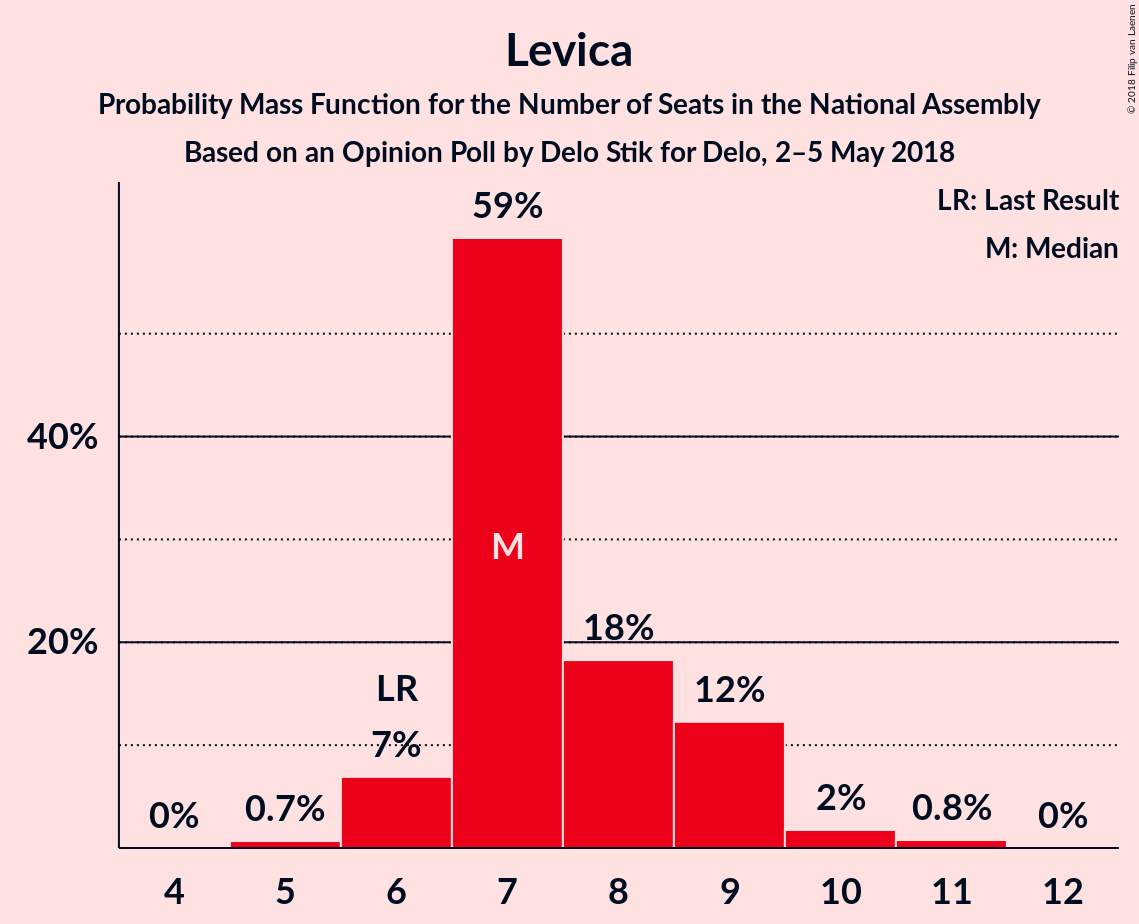 Levica
Probability Mass Function for the Number of Seats in the National Assembly
Based on an Opinion Poll by Delo Stik for Delo, 2–5 May 2018
© 2018 Filip van Laenen
LR: Last Result
M: Median
59%
40%
M
20%
18%
LR
12%
7%
0%
0.7%
2%
0.8%
0%
4 5 6 7 8 9 10 11 12